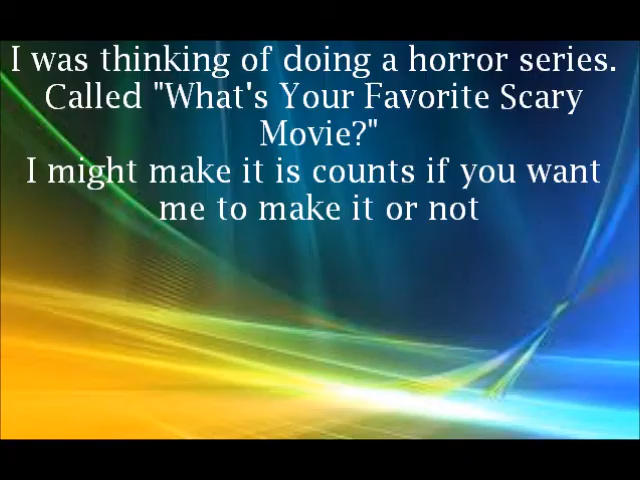 I was thinking of doing a horror series.
Called "What's Your Favorite Scary
Movie?"
I might make it is counts if you want
me to make it or not